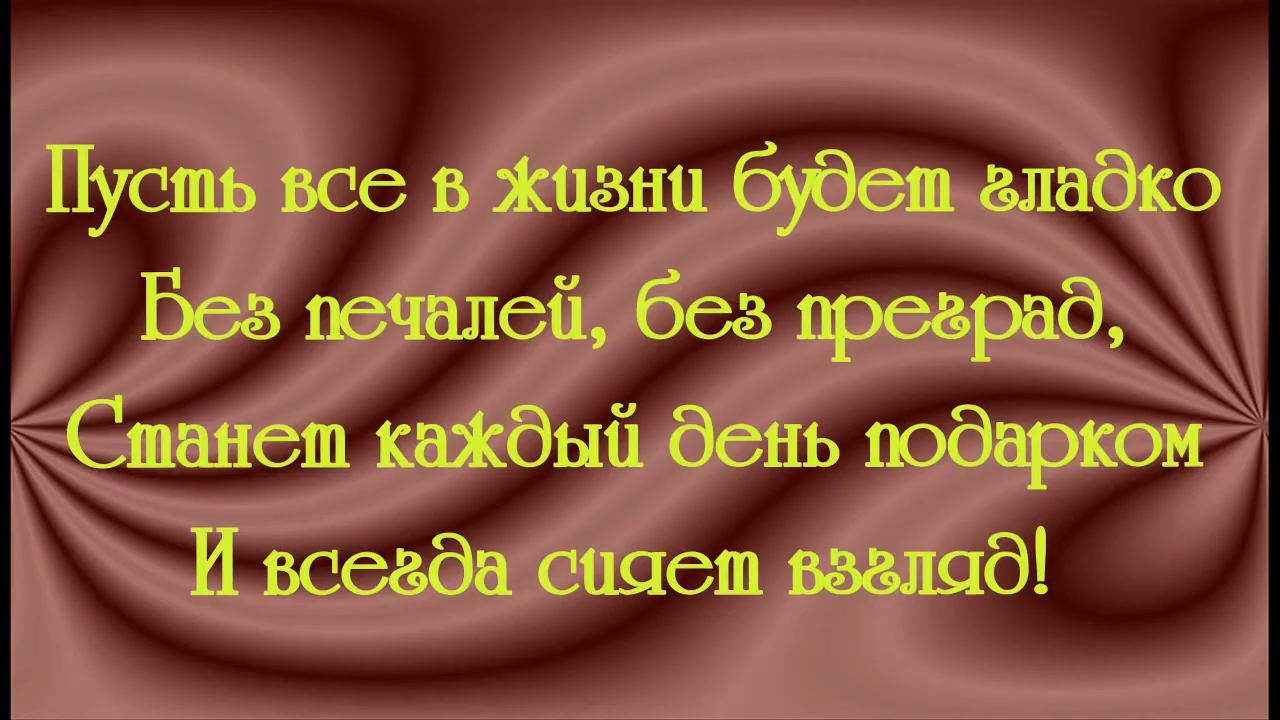 Пусть все в жизни будет гладко
Без печалей, без преград,
Станет каждый день подарком
И всегда сияет взгляд!